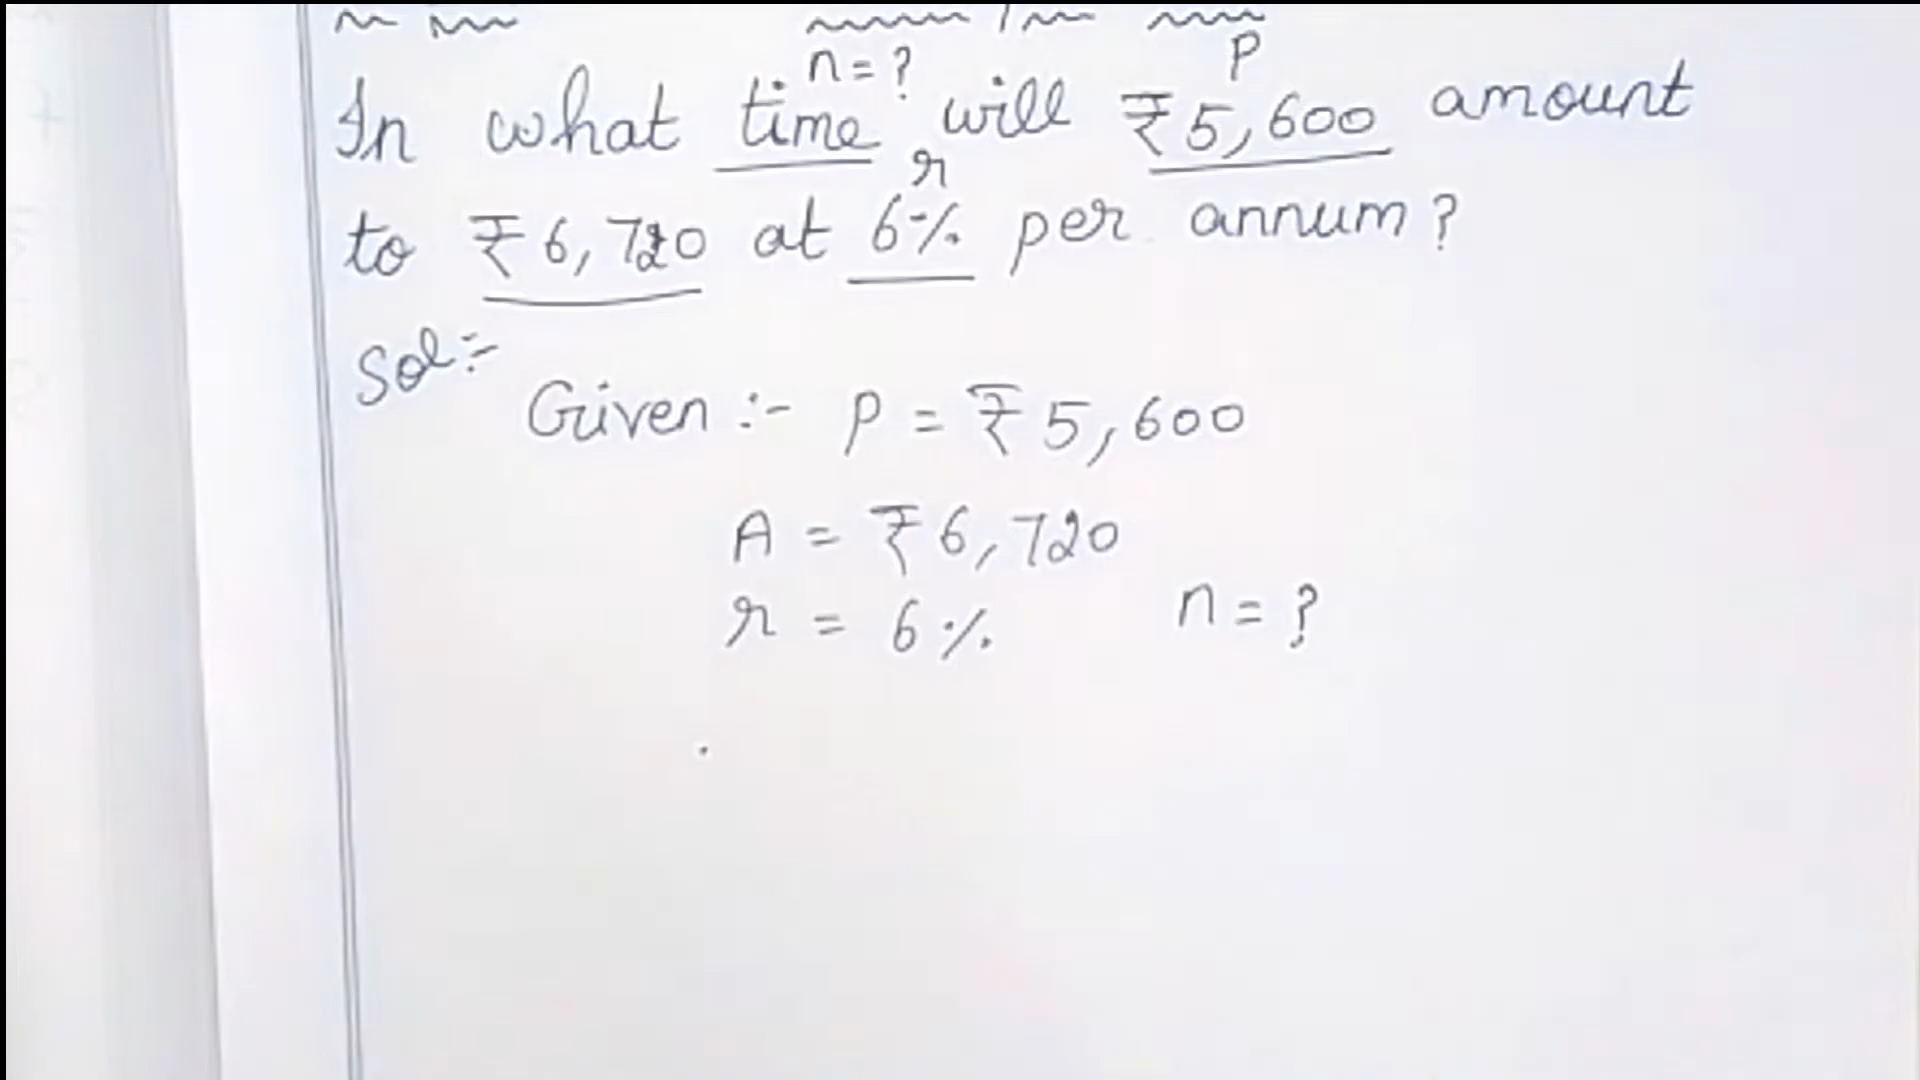 n = ? P
In what time will ₹5,600 amount
r
to ₹6,720 at 6% per annum?
Sol:-
Given :- P = ₹5,600
A = ₹6,720
r = 6% n = ?